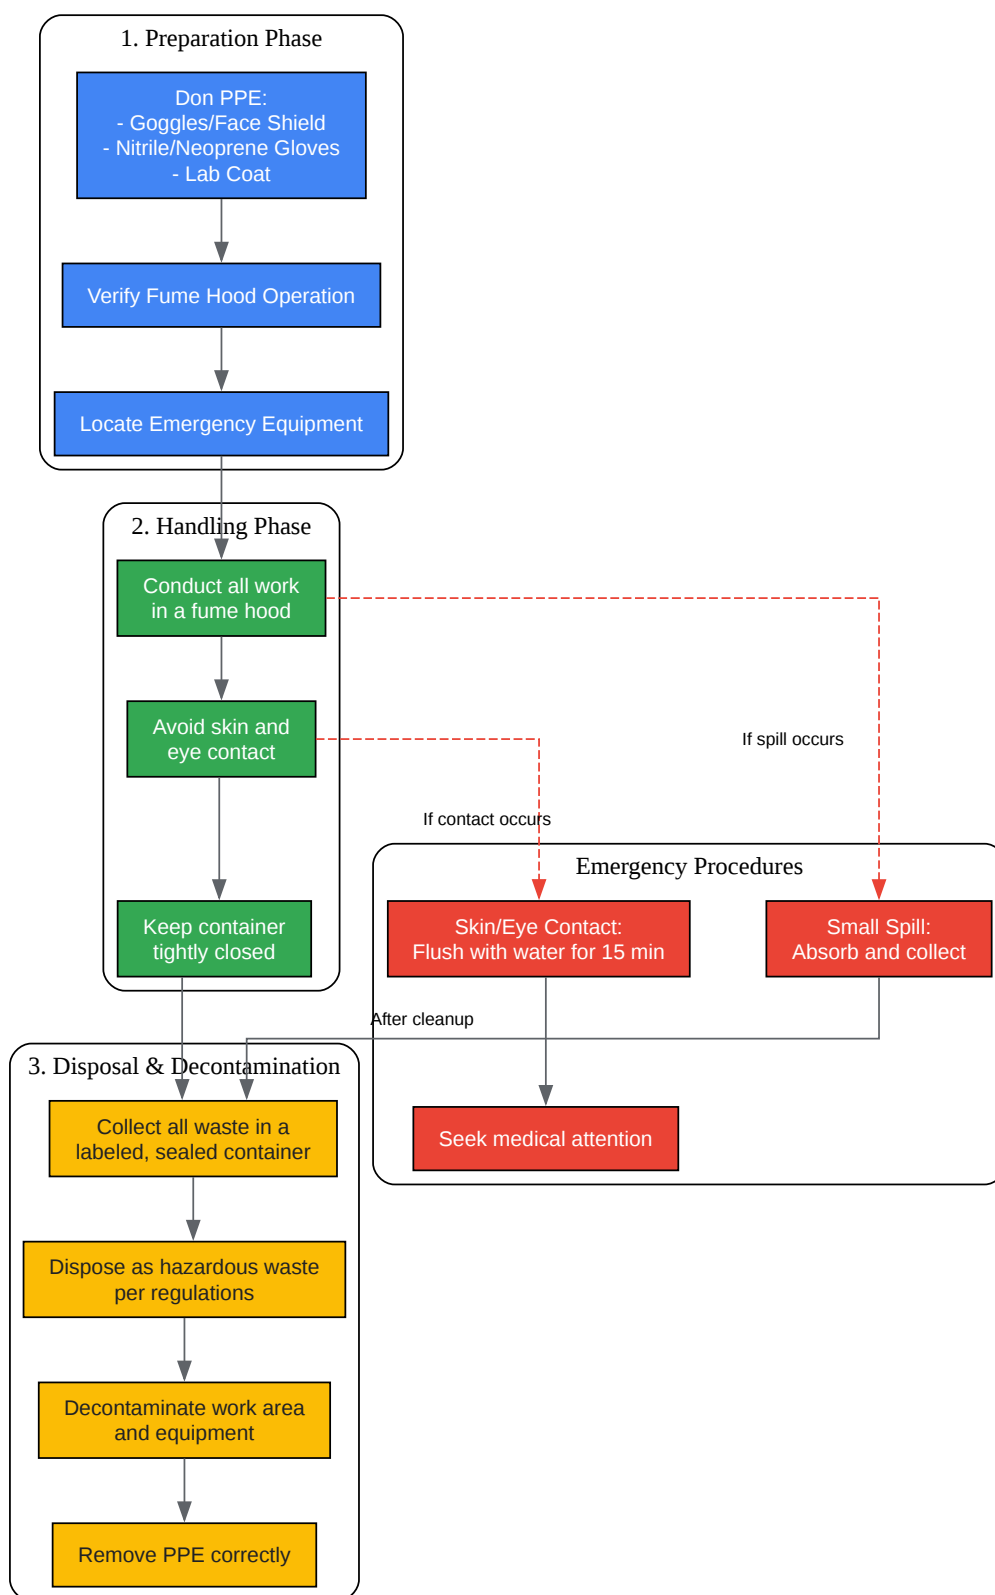 1. Preparation Phase
Don PPE:
- Goggles/Face Shield
- Nitrile/Neoprene Gloves
- Lab Coat
Verify Fume Hood Operation
Locate Emergency Equipment
2. Handling Phase
Conduct all work
in a fume hood
Avoid skin and
eye contact
If spill occurs
If contact occurs
Keep container
tightly closed
Emergency Procedures
Skin/Eye Contact:
Flush with water for 15 min
Small Spill:
Absorb and collect
After cleanup
Seek medical attention
3. Disposal & Decontamination
Collect all waste in a
labeled, sealed container
Dispose as hazardous waste
per regulations
Decontaminate work area
and equipment
Remove PPE correctly